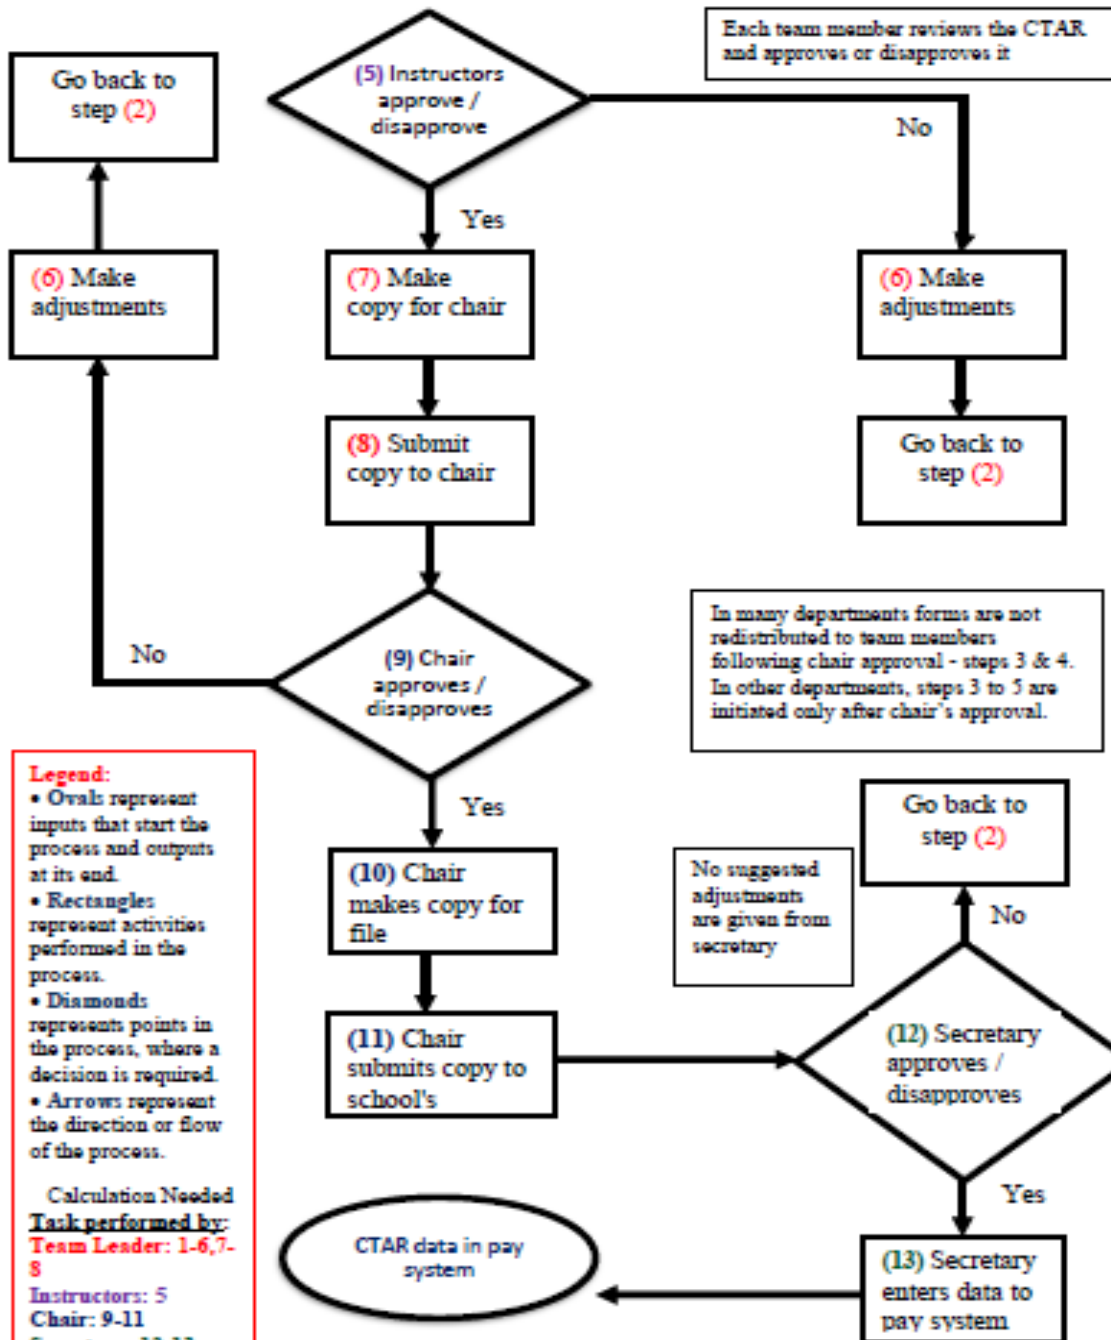 Each team member reviews the CTAR
and approves or disapproves it
Go back to
step (2)
(5) Instructors
approve /
disapprove
No
Yes
(6) Make
adjustments
(7) Make
copy for chair
(6) Make
adjustments
(8) Submit
copy to chair
Go back to
step (2)
No
(9) Chair
approves /
disapproves
In many departments forms are not
redistributed to team members
following chair approval - steps 3 & 4.
In other departments, steps 3 to 5 are
initiated only after chair's approval.
Yes
Legend:
• Ovals represent
inputs that start the
process and outputs
at its end.
• Rectangles
represent activities
performed in the
process.
• Diamonds
represents points in
the process, where a
decision is required.
• Arrows represent
the direction or flow
of the process.
Calculation Needed
Task performed by:
Team Leader: 1-6,7-
8
Instructors: 5
Chair: 9-11
(10) Chair
makes copy for
file
No suggested
adjustments
are given from
secretary
Go back to
step (2)
No
(11) Chair
submits copy to
school's
(12) Secretary
approves /
disapproves
Yes
CTAR data in pay
system
(13) Secretary
enters data to
pay system